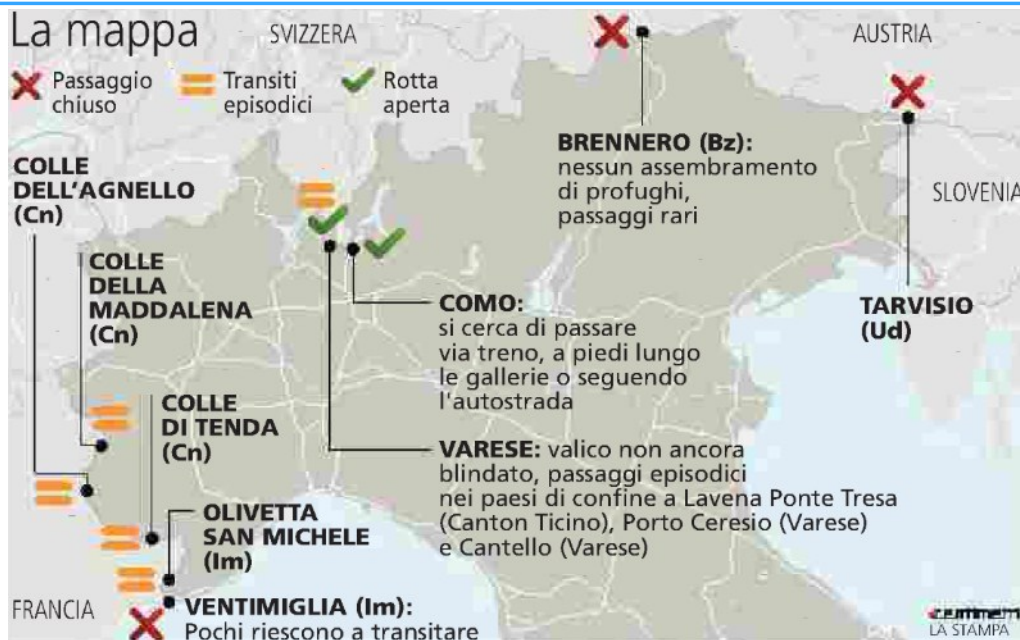 La mappa
SVIZZERA
AUSTRIA
Passaggio
chiuso
Transiti
episodici
Rotta
aperta
COLLE
DELL'AGNELLO
(Cn)
BRENNERO (Bz):
nessun assembramento
di profughi,
passaggi rari
SLOVENIA
COLLE
DELLA
MADDALENA
(Cn)
COMO:
si cerca di passare
via treno, a piedi lungo
le gallerie o seguendo
l'autostrada
TARVISIO
(Ud)
COLLE
DI TENDA
(Cn)
VARESE: valico non ancora
blindato, passaggi episodici
nei paesi di confine a Lavena Ponte Tresa
(Canton Ticino), Porto Ceresio (Varese)
e Cantello (Varese)
OLIVETTA
SAN MICHELE
(Im)
FRANCIA
VENTIMIGLIA (Im):
Pochi riescono a transitare
LA STAMPA